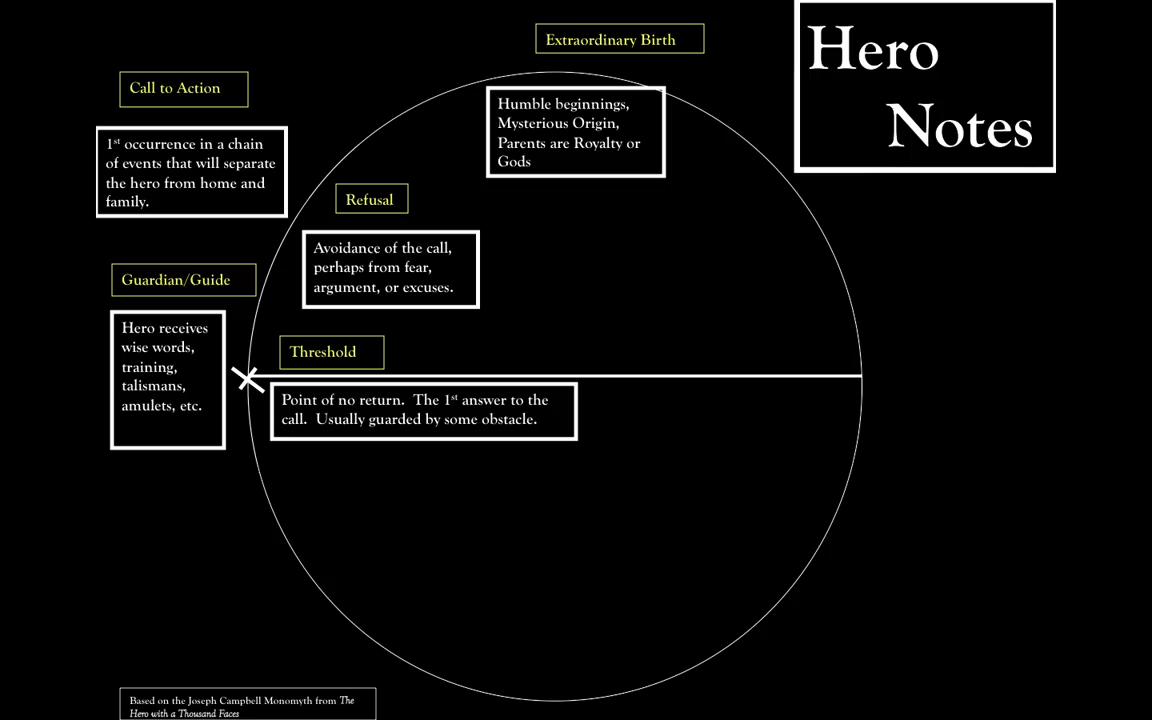 Extraordinary Birth
Hero
Notes
Call to Action
Humble beginnings,
Mysterious Origin,
Parents are Royalty or
Gods
1st occurrence in a chain
of events that will separate
the hero from home and
family.
Refusal
Avoidance of the call,
perhaps from fear,
argument, or excuses.
Guardian/Guide
Hero receives
wise words,
training,
talismans,
amulets, etc.
Threshold
Point of no return.  The 1st answer to the
call.  Usually guarded by some obstacle.
Based on the Joseph Campbell Monomyth from The
Hero with a Thousand Faces